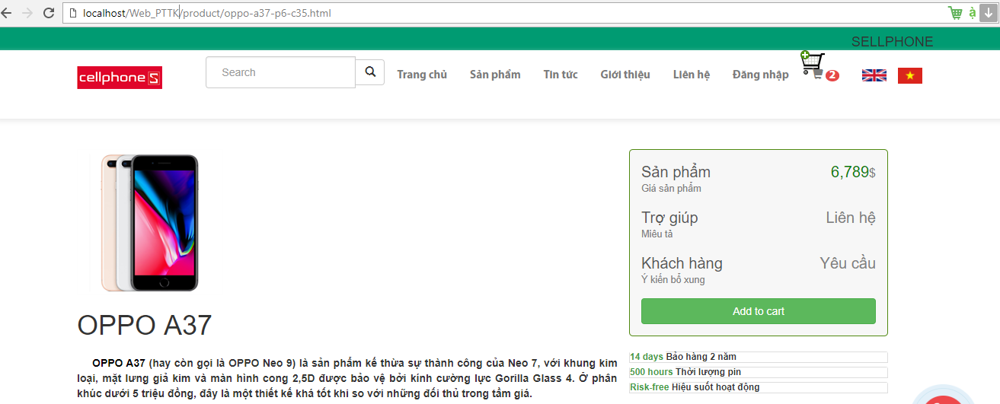 localhost/Web_PTTK/product/oppo-a37-p6-c35.html
SELLPHONE
cellphone S
Search
Trang chủ
Sản phẩm
Tin tức
Giới thiệu
Liên hệ
Đăng nhập
2
Sản phẩm 6,789$
Giá sản phẩm
Trợ giúp Liên hệ
Miêu tả
Khách hàng Yêu cầu
Ý kiến bổ xung
Add to cart
OPPO A37
OPPO A37 (hay còn gọi là OPPO Neo 9) là sản phẩm kế thừa sự thành công của Neo 7, với khung kim
loại, mặt lưng giả kim và màn hình cong 2,5D được bảo vệ bởi kính cường lực Gorilla Glass 4. Ở phân
khúc dưới 5 triệu đồng, đây là một thiết kế khá tốt khi so với những đối thủ trong tầm giá.
14 days Bảo hàng 2 năm
500 hours Thời lượng pin
Risk-free Hiệu suốt hoạt động